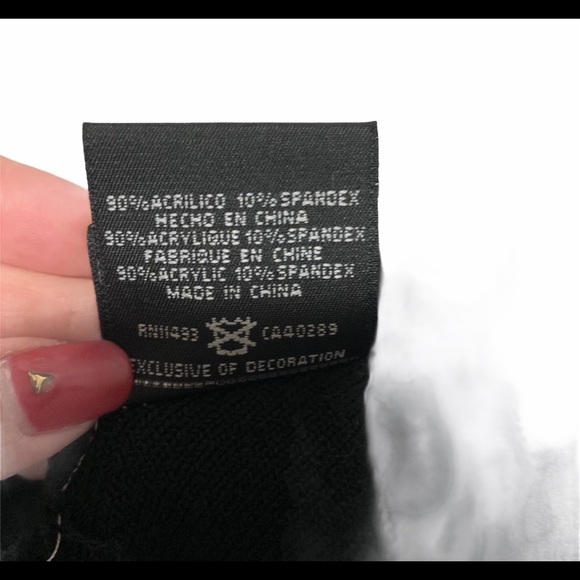 90% ACRILICO 10% SPANDEX
HECHO EN CHINA
90% ACRYLIQUE 10% SPANDEX
FABRIQUE EN CHINE
90% ACRYLIC 10% SPANDEX
MADE IN CHINA
RN11493 CA40289
EXCLUSIVE OF DECORATION